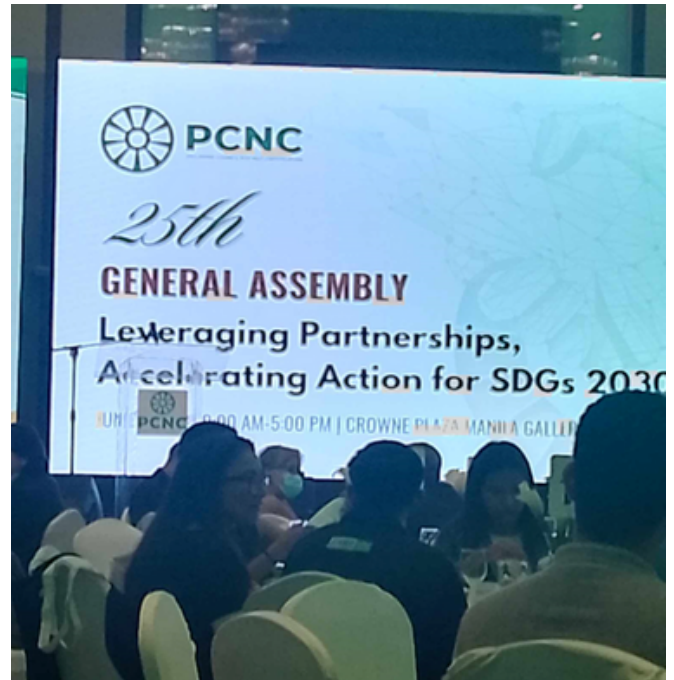 PCNC
25th
GENERAL ASSEMBLY
Leveraging Partnerships,
Accelerating Action for SDGs 2030
9:00 AM-5:00 PM | CROWNE PLAZA MANILA
PCNC